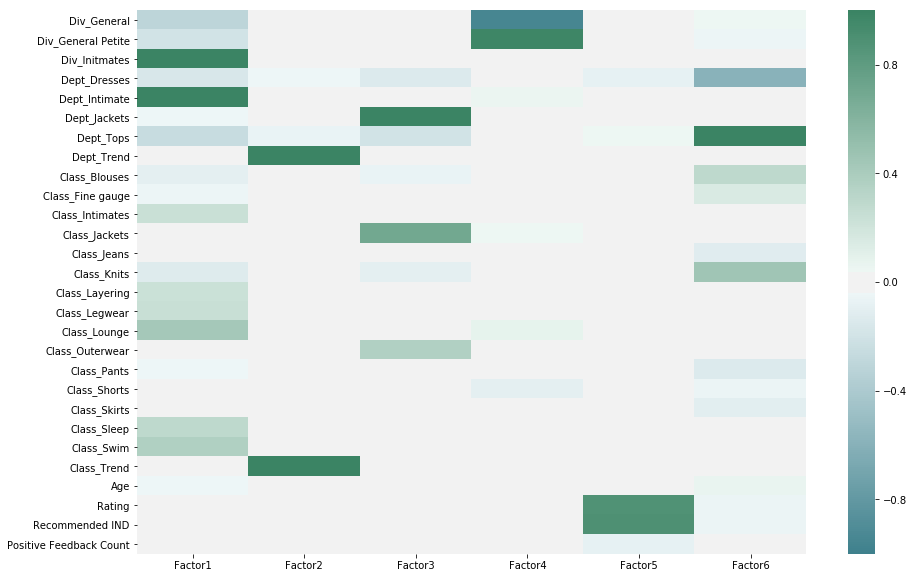 Div_General
Div_General Petite
Div_Initmates
Dept_Dresses
Dept_Intimate
Dept_Jackets
Dept_Tops
Dept_Trend
Class_Blouses
Class_Fine gauge
Class_Intimates
Class_Jackets
Class_Jeans
Class_Knits
Class_Layering
Class_Legwear
Class_Lounge
Class_Outerwear
Class_Pants
Class_Shorts
Class_Skirts
Class_Sleep
Class_Swim
Class_Trend
Age
Rating
Recommended IND
Positive Feedback Count
Factor1 Factor2 Factor3 Factor4 Factor5 Factor6
0.8
0.4
0.0
−0.4
−0.8